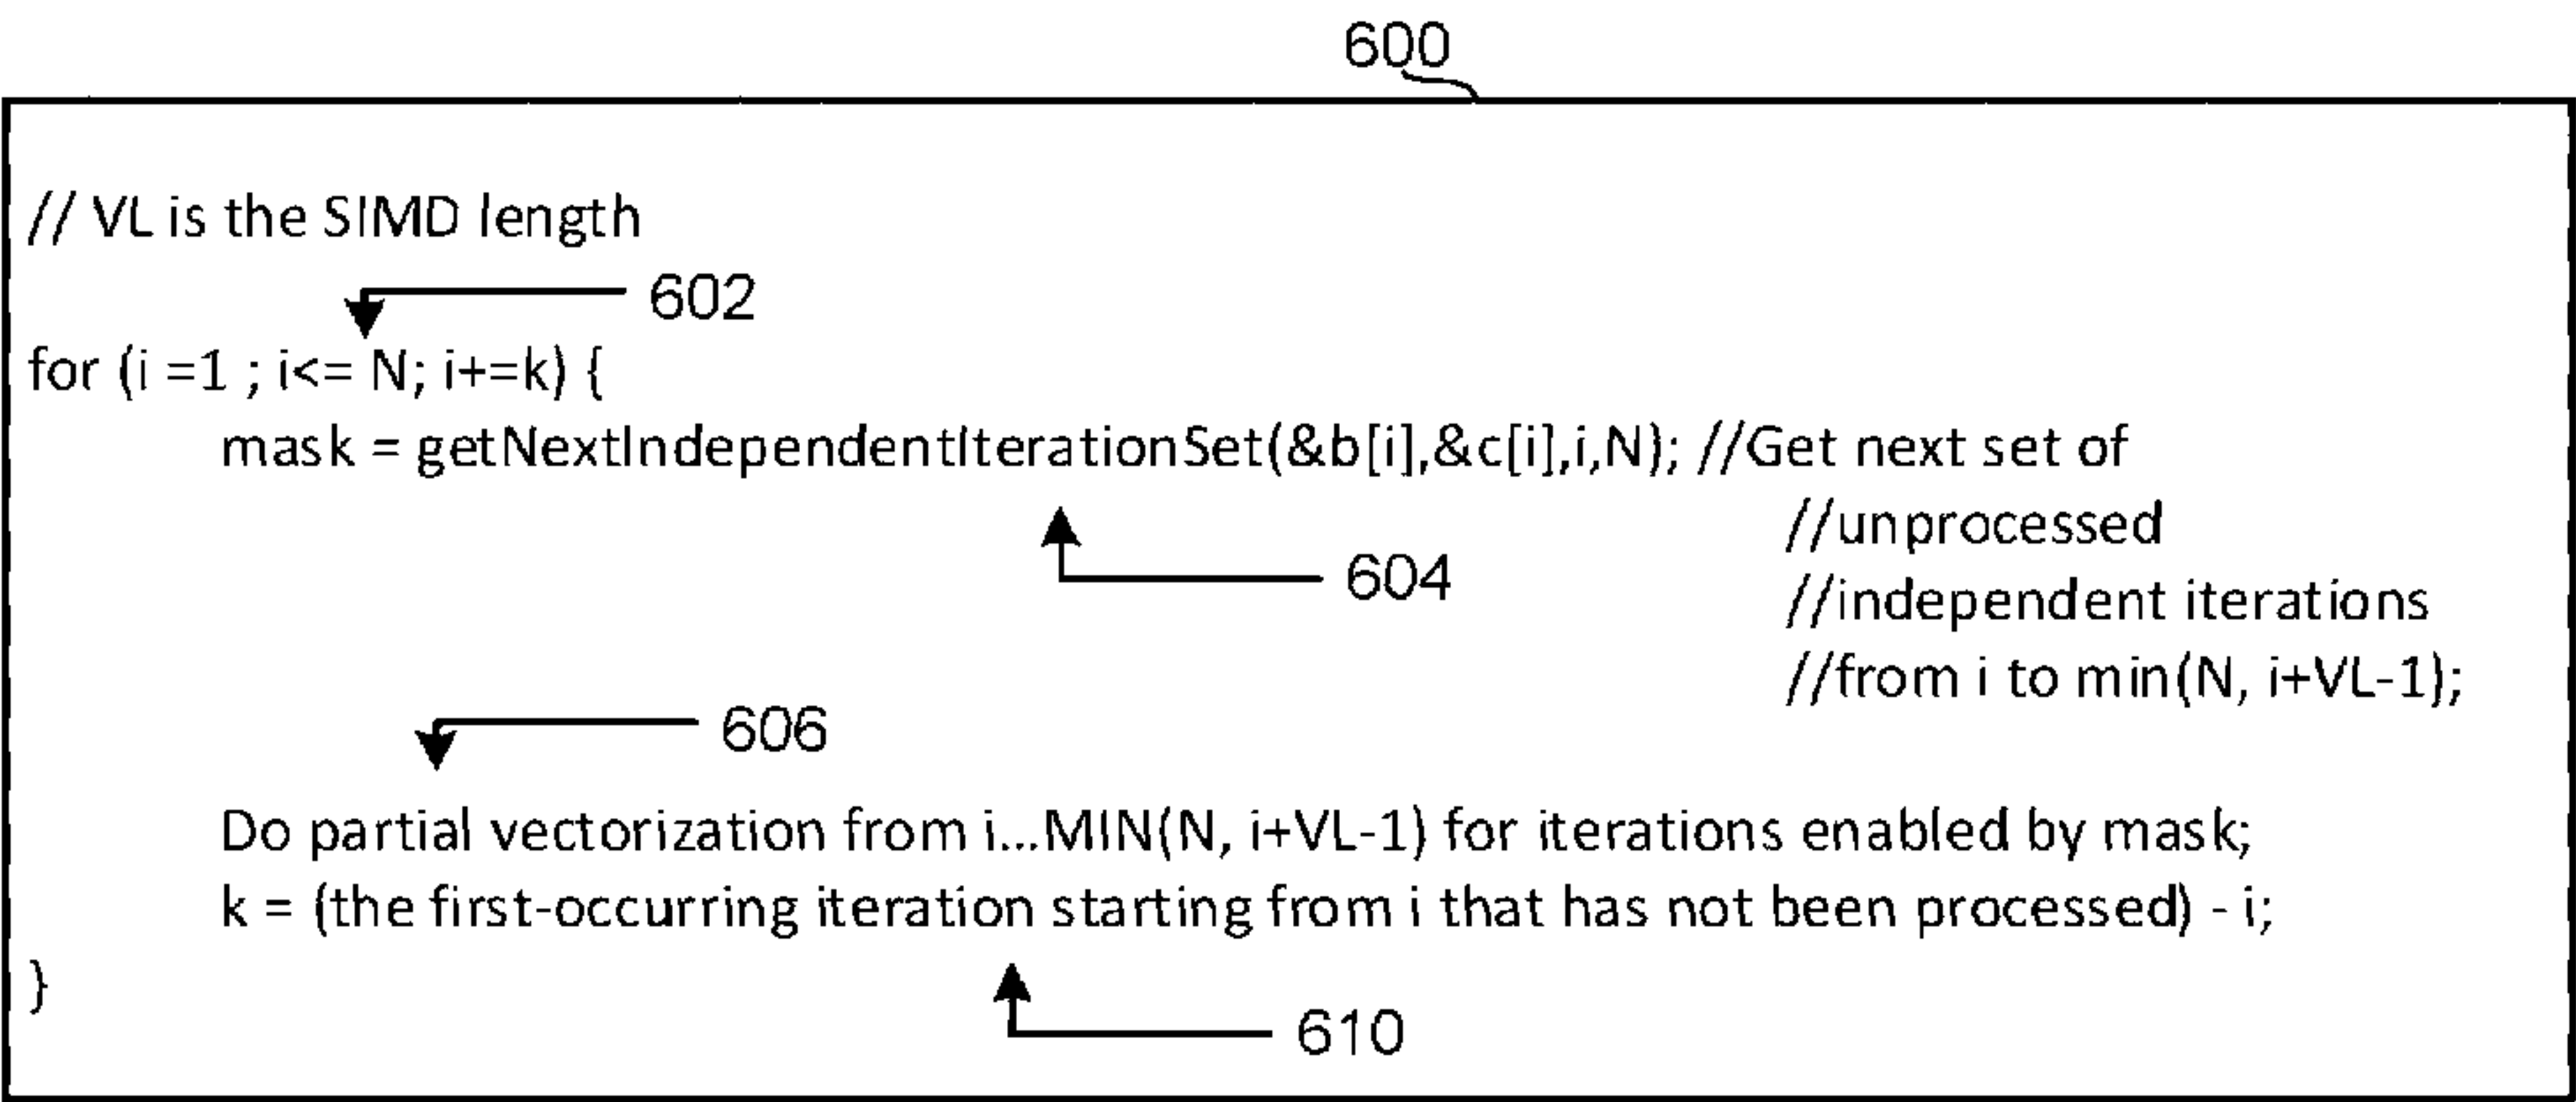 600
// VL is the SIMD length
602
for (i =1 ; i<= N; i+=k) {
mask = getNextIndependentIterationSet(&b[i],&c[i],i,N); //Get next set of
//unprocessed
604
//independent iterations
//from i to min(N, i+VL-1);
606
Do partial vectorization from i...MIN(N, i+VL-1) for iterations enabled by mask;
k = (the first-occurring iteration starting from i that has not been processed) - i;
}
610